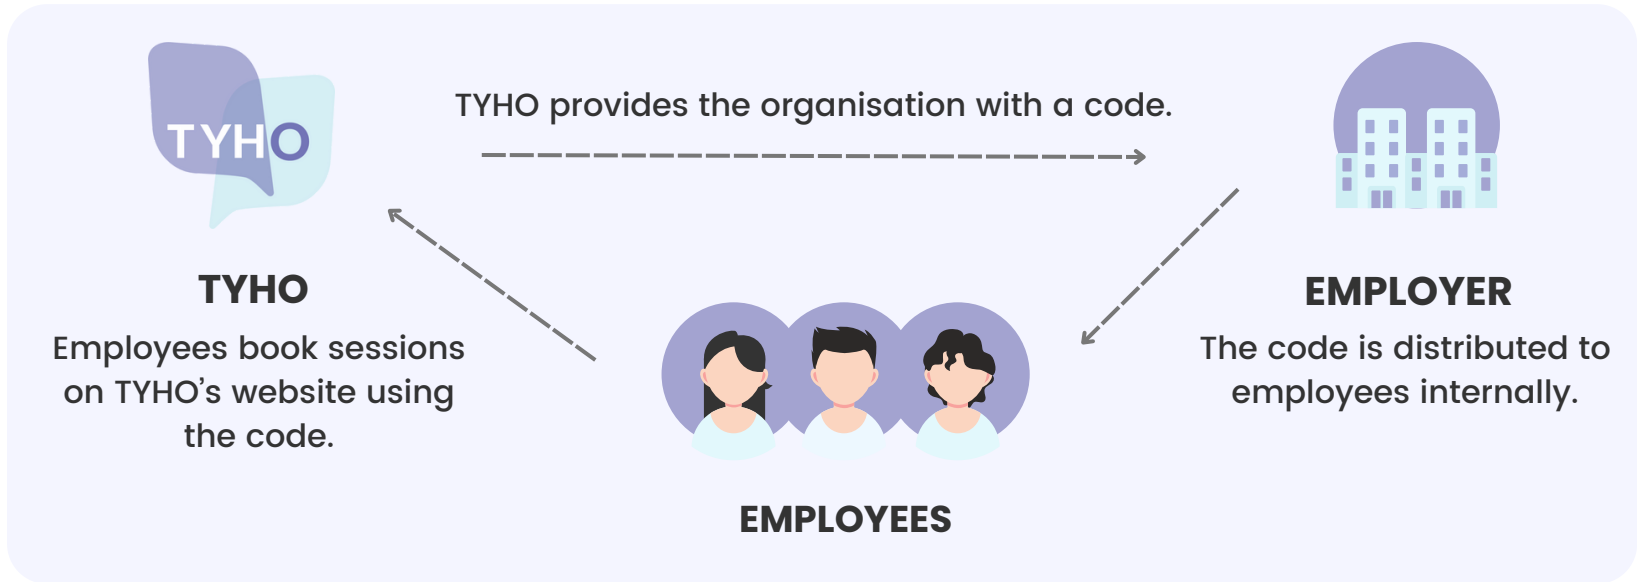 TYHO
TYHO provides the organisation with a code.
TYHO
Employees book sessions
on TYHO’s website using
the code.
EMPLOYER
The code is distributed to
employees internally.
EMPLOYEES